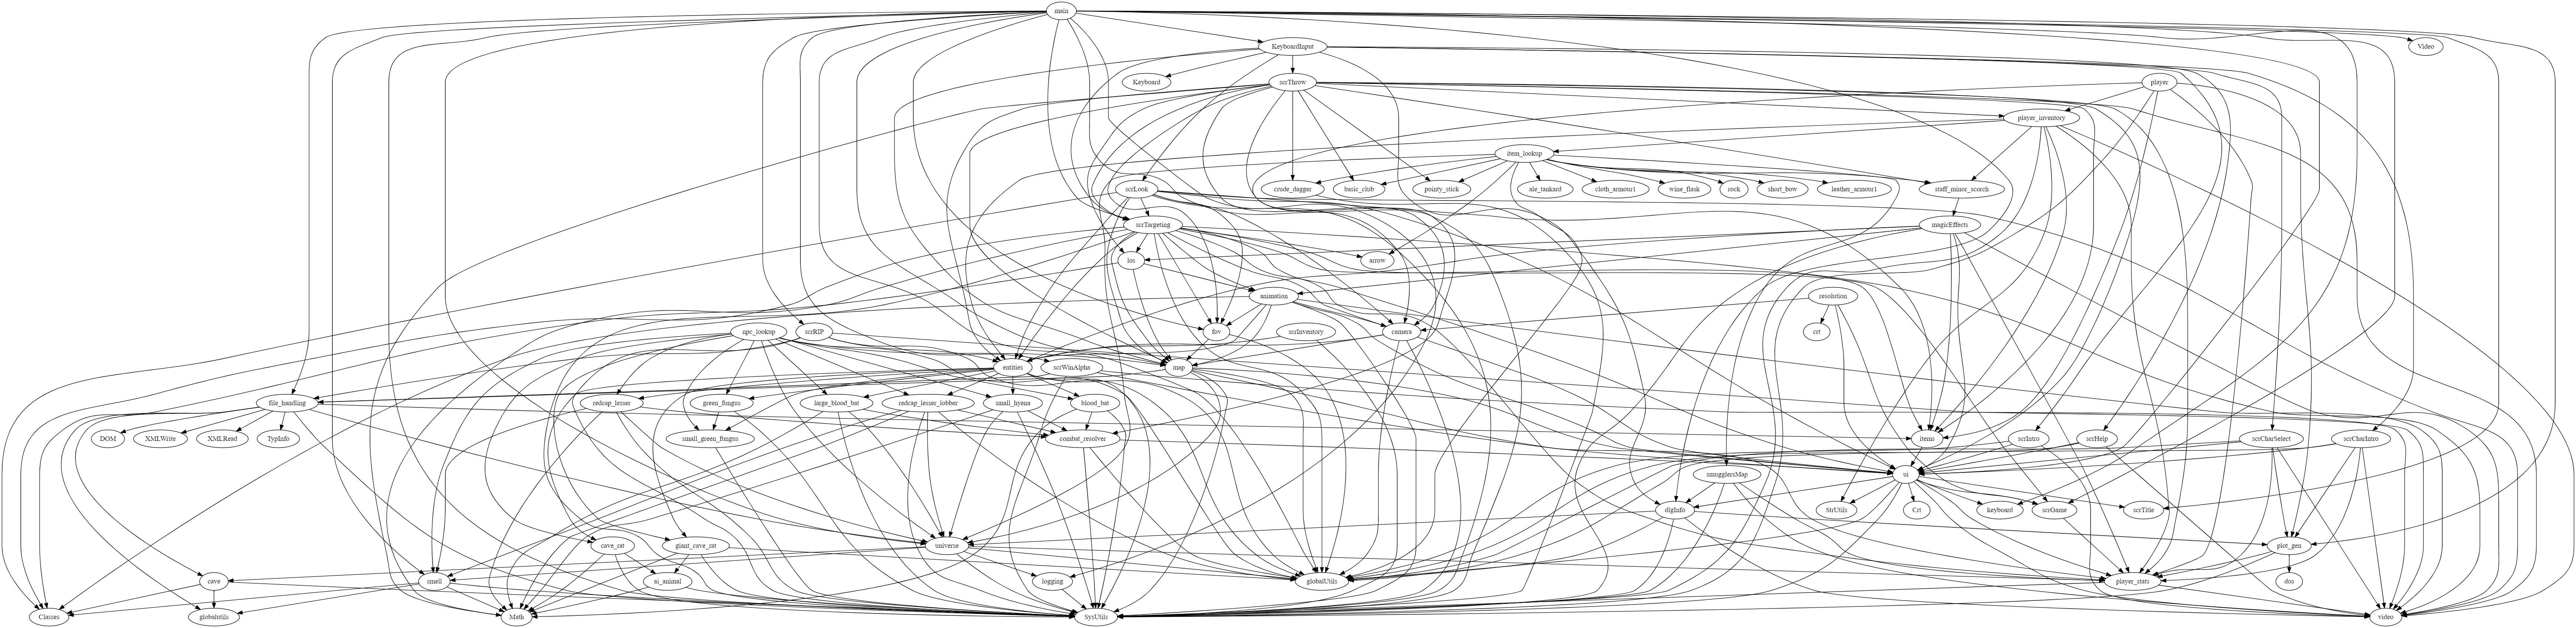 main
KeyboardInput
Video
Keyboard
scrThrow
player
player_inventory
item_lookup
scrLook
crude_dagger
basic_club
pointy_stick
ale_tankard
cloth_armour1
wine_flask
rock
short_bow
leather_armour1
staff_minor_scorch
scrTargeting
magicEffects
los
arrow
animation
resolution
npc_lookup
scrRIP
fov
scrInventory
camera
crt
entities
scrWinAlpha
map
file_handling
redcap_lesser
green_fungus
large_blood_bat
redcap_lesser_lobber
small_hyena
blood_bat
DOM
XMLWrite
XMLRead
TypInfo
small_green_fungus
combat_resolver
items
scrIntro
scrHelp
scrCharSelect
scrCharIntro
smugglersMap
ui
dlgInfo
StrUtils
Crt
keyboard
scrGame
scrTitle
cave_rat
giant_cave_rat
universe
plot_gen
cave
smell
ai_animal
logging
globalUtils
player_stats
dos
Classes
globalutils
Math
SysUtils
video